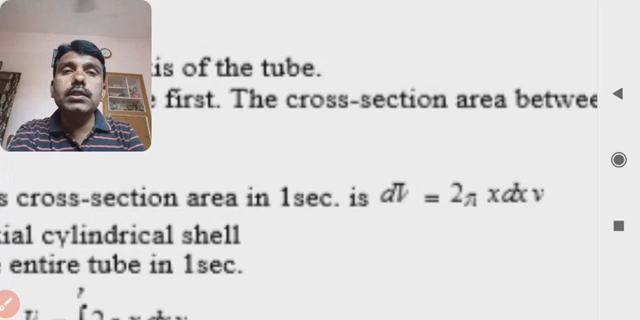 is of the tube.
first. The cross-section area betwee
s cross-section area in 1sec. is dV = 2π x dx v
ial cylindrical shell
entire tube in 1sec.